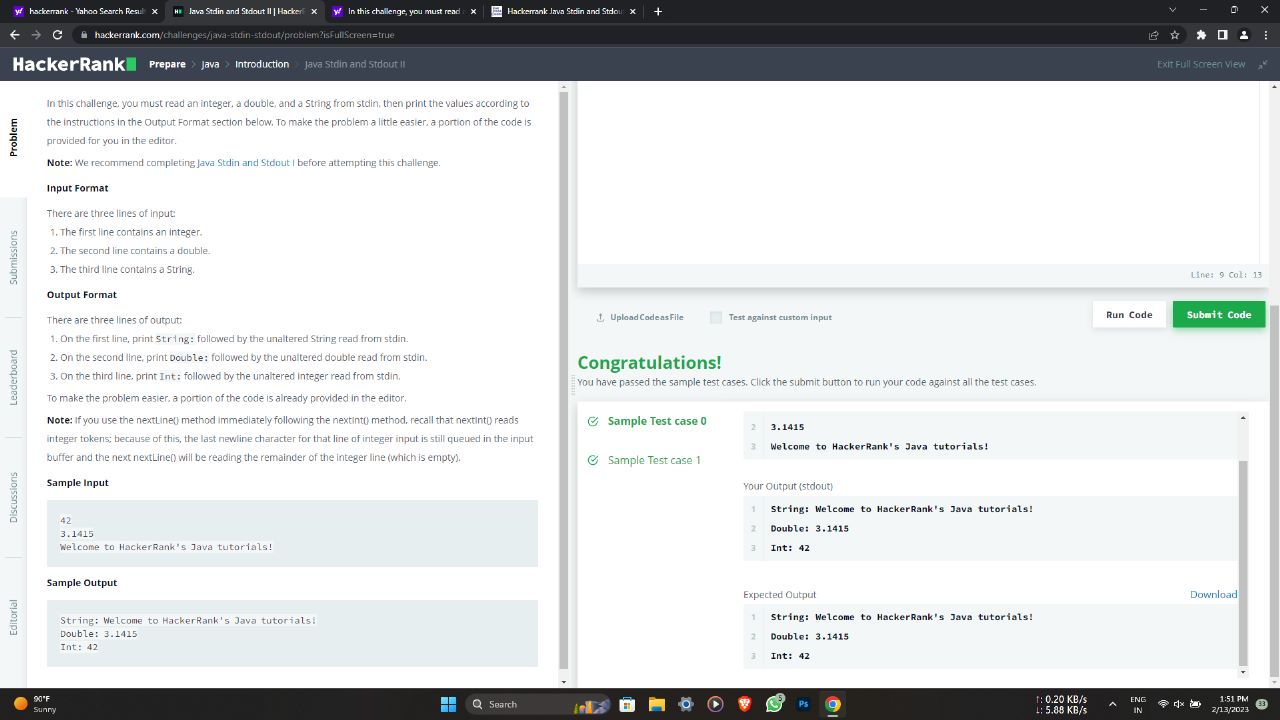 hackerrank - Yahoo Search Resul
Java Stdin and Stdout II | HackerR
In this challenge, you must read a
Hackerrank Java Stdin and Stdou
hackerrank.com/challenges/java-stdin-stdout/problem?isFullScreen=true
HackerRank
Prepare > Java > Introduction > Java Stdin and Stdout II
Exit Full Screen View
Problem
Submissions
Leaderboard
Discussions
Editorial
In this challenge, you must read an integer, a double, and a String from stdin, then print the values according to
the instructions in the Output Format section below. To make the problem a little easier, a portion of the code is
provided for you in the editor.
Note: We recommend completing Java Stdin and Stdout I before attempting this challenge.
Input Format
There are three lines of input:
1. The first line contains an integer.
2. The second line contains a double.
3. The third line contains a String.
Output Format
There are three lines of output:
1. On the first line, print String: followed by the unaltered String read from stdin.
2. On the second line, print Double: followed by the unaltered double read from stdin.
3. On the third line, print Int: followed by the unaltered integer read from stdin.
To make the problem easier, a portion of the code is already provided in the editor.
Note: If you use the nextLine() method immediately following the nextInt() method, recall that nextInt() reads
integer tokens; because of this, the last newline character for that line of integer input is still queued in the input
buffer and the next nextLine() will be reading the remainder of the integer line (which is empty).
Sample Input
42
3.1415
Welcome to HackerRank's Java tutorials!
Sample Output
String: Welcome to HackerRank's Java tutorials!
Double: 3.1415
Int: 42
Line: 9 Col: 13
Upload Code as File
Test against custom input
Run Code
Submit Code
Congratulations!
You have passed the sample test cases. Click the submit button to run your code against all the test cases.
Sample Test case 0
Sample Test case 1
2 3.1415
3 Welcome to HackerRank's Java tutorials!
Your Output (stdout)
1 String: Welcome to HackerRank's Java tutorials!
2 Double: 3.1415
3 Int: 42
Expected Output
Download
1 String: Welcome to HackerRank's Java tutorials!
2 Double: 3.1415
3 Int: 42
90°F
Sunny
Search
5
Ps
↑: 0.20 KB/s
↓: 5.88 KB/s
ENG
IN
1:51 PM
2/13/2023
33